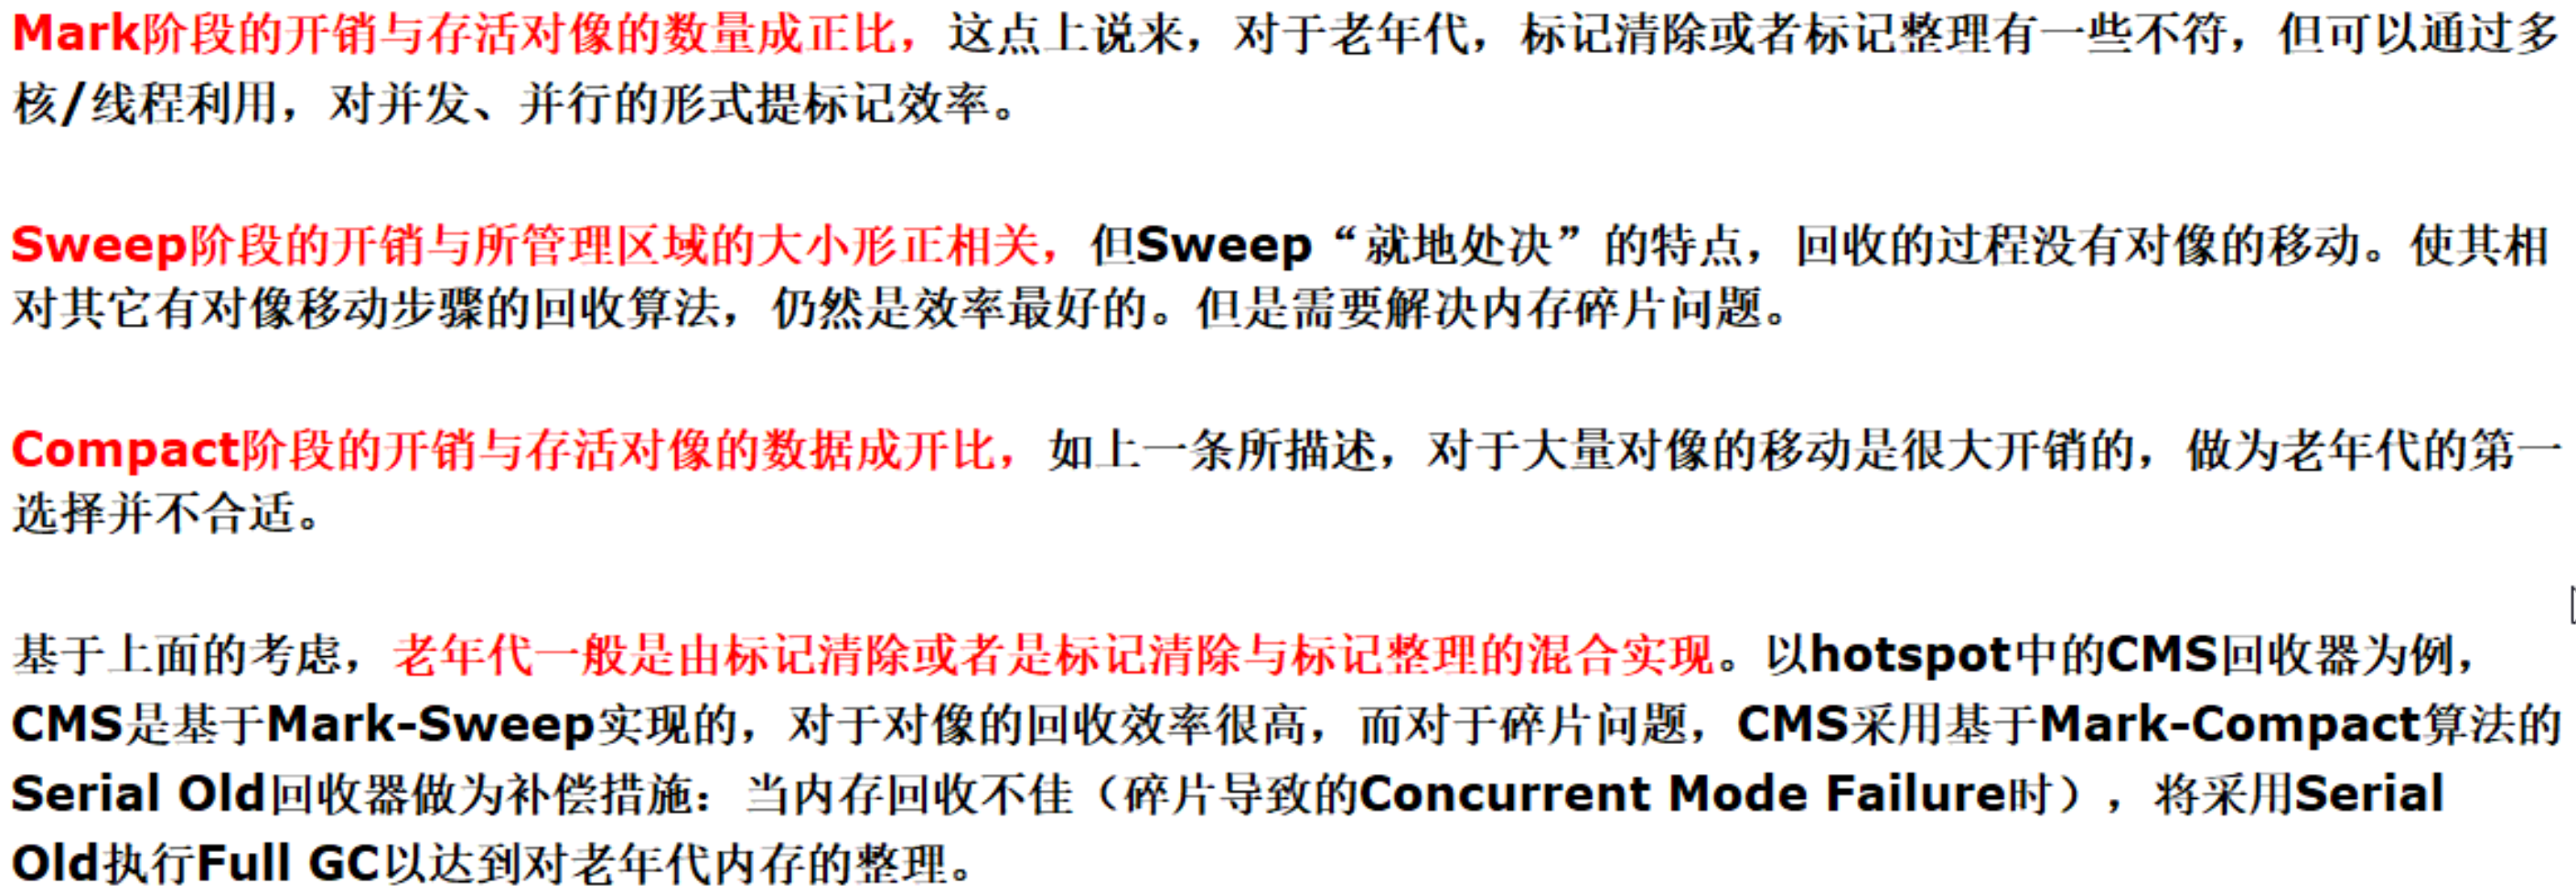 Mark阶段的开销与存活对像的数量成正比，这点上说来，对于老年代，标记清除或者标记整理有一些不符，但可以通过多
核/线程利用，对并发、并行的形式提标记效率。
Sweep阶段的开销与所管理区域的大小形正相关，但Sweep“就地处决”的特点，回收的过程没有对像的移动。使其相
对其它有对像移动步骤的回收算法，仍然是效率最好的。但是需要解决内存碎片问题。
Compact阶段的开销与存活对像的数据成开比，如上一条所描述，对于大量对像的移动是很大开销的，做为老年代的第一
选择并不合适。
基于上面的考虑，老年代一般是由标记清除或者是标记清除与标记整理的混合实现。以hotspot中的CMS回收器为例，
CMS是基于Mark-Sweep实现的，对于对像的回收效率很高，而对于碎片问题，CMS采用基于Mark-Compact算法的
Serial Old回收器做为补偿措施：当内存回收不佳（碎片导致的Concurrent Mode Failure时），将采用Serial
Old执行Full GC以达到对老年代内存的整理。